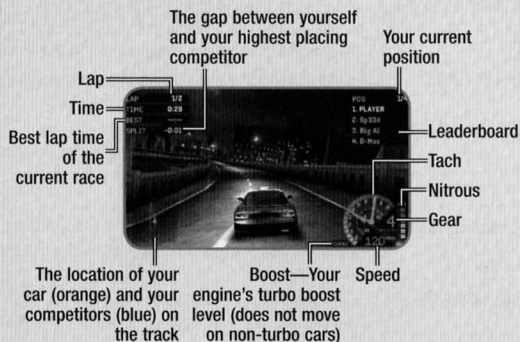 The gap between yourself
and your highest placing
competitor
Your current
position
Lap
Time
Best lap time
of the
current race
LAP 1/2
TIME 0:29
BEST --:--
SPLIT -0:01
POS 1/4
1. PLAYER
2. Sp33d
3. Big Al
4. D-Mac
Leaderboard
Tach
Nitrous
Gear
4
120 MPH
TURBO
The location of your
car (orange) and your
competitors (blue) on
the track
Boost—Your
engine's turbo boost
level (does not move
on non-turbo cars)
Speed